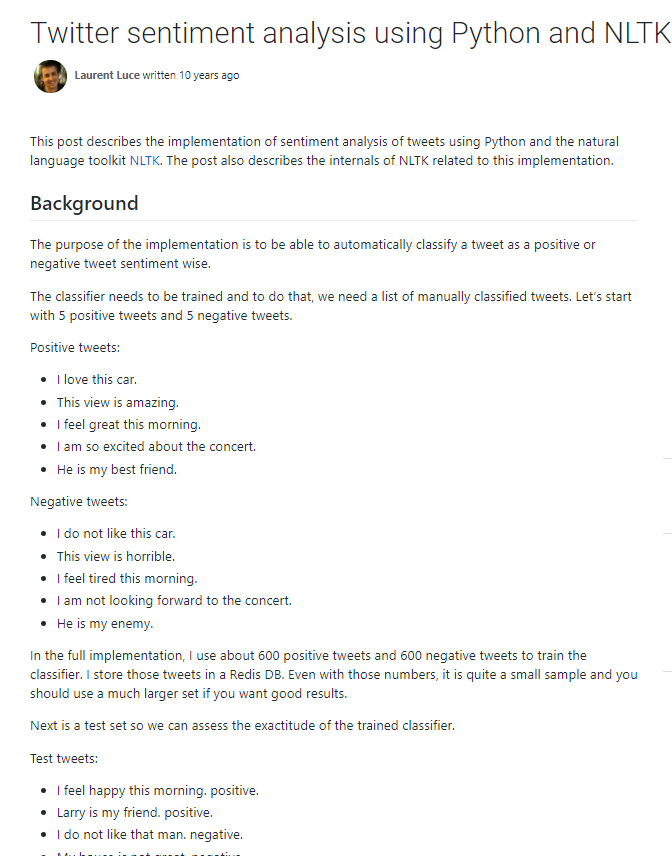 Twitter sentiment analysis using Python and NLTK
Laurent Luce written 10 years ago
This post describes the implementation of sentiment analysis of tweets using Python and the natural
language toolkit NLTK. The post also describes the internals of NLTK related to this implementation.
Background
The purpose of the implementation is to be able to automatically classify a tweet as a positive or
negative tweet sentiment wise.
The classifier needs to be trained and to do that, we need a list of manually classified tweets. Let's start
with 5 positive tweets and 5 negative tweets.
Positive tweets:
• I love this car.
• This view is amazing.
• I feel great this morning.
• I am so excited about the concert.
• He is my best friend.
Negative tweets:
• I do not like this car.
• This view is horrible.
• I feel tired this morning.
• I am not looking forward to the concert.
• He is my enemy.
In the full implementation, I use about 600 positive tweets and 600 negative tweets to train the
classifier. I store those tweets in a Redis DB. Even with those numbers, it is quite a small sample and you
should use a much larger set if you want good results.
Next is a test set so we can assess the exactitude of the trained classifier.
Test tweets:
• I feel happy this morning. positive.
• Larry is my friend. positive.
• I do not like that man. negative.
• My house is not great. negative.